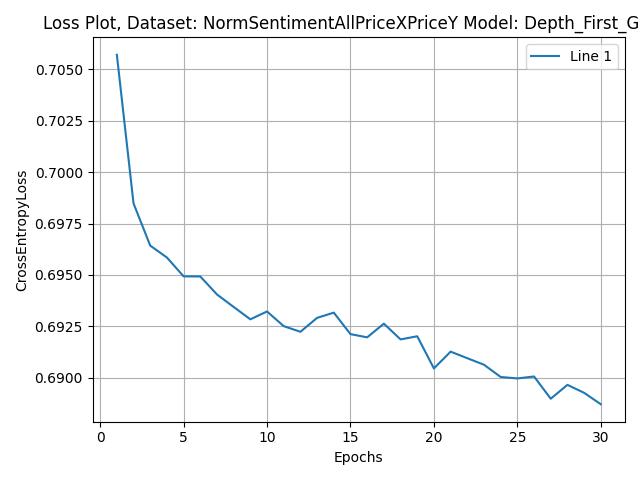 Loss Plot, Dataset: NormSentimentAllPriceXPriceY Model: Depth_First_G
Line 1
0.7050
0.7025
0.7000
0.6975
0.6950
0.6925
0.6900
CrossEntropyLoss
0 5 10 15 20 25 30
Epochs